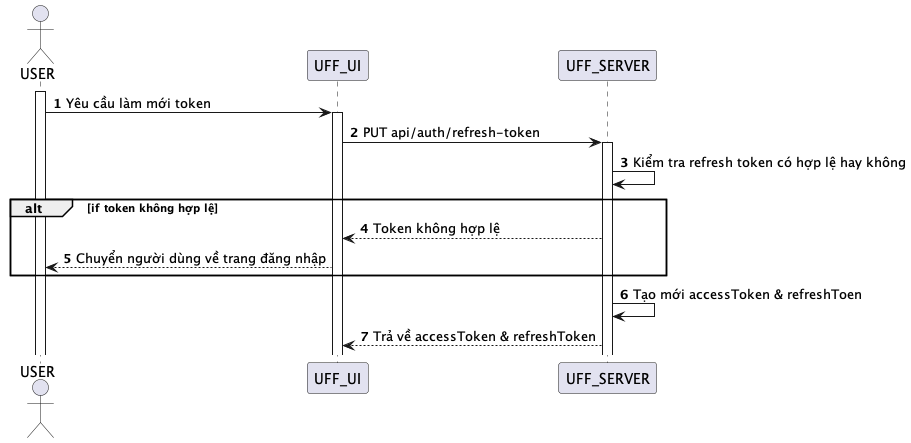 USER
UFF_UI
UFF_SERVER
1 Yêu cầu làm mới token
2 PUT api/auth/refresh-token
3 Kiểm tra refresh token có hợp lệ hay không
alt
[if token không hợp lệ]
4 Token không hợp lệ
5 Chuyển người dùng về trang đăng nhập
6 Tạo mới accessToken & refreshToen
7 Trả về accessToken & refreshToken
USER
UFF_UI
UFF_SERVER